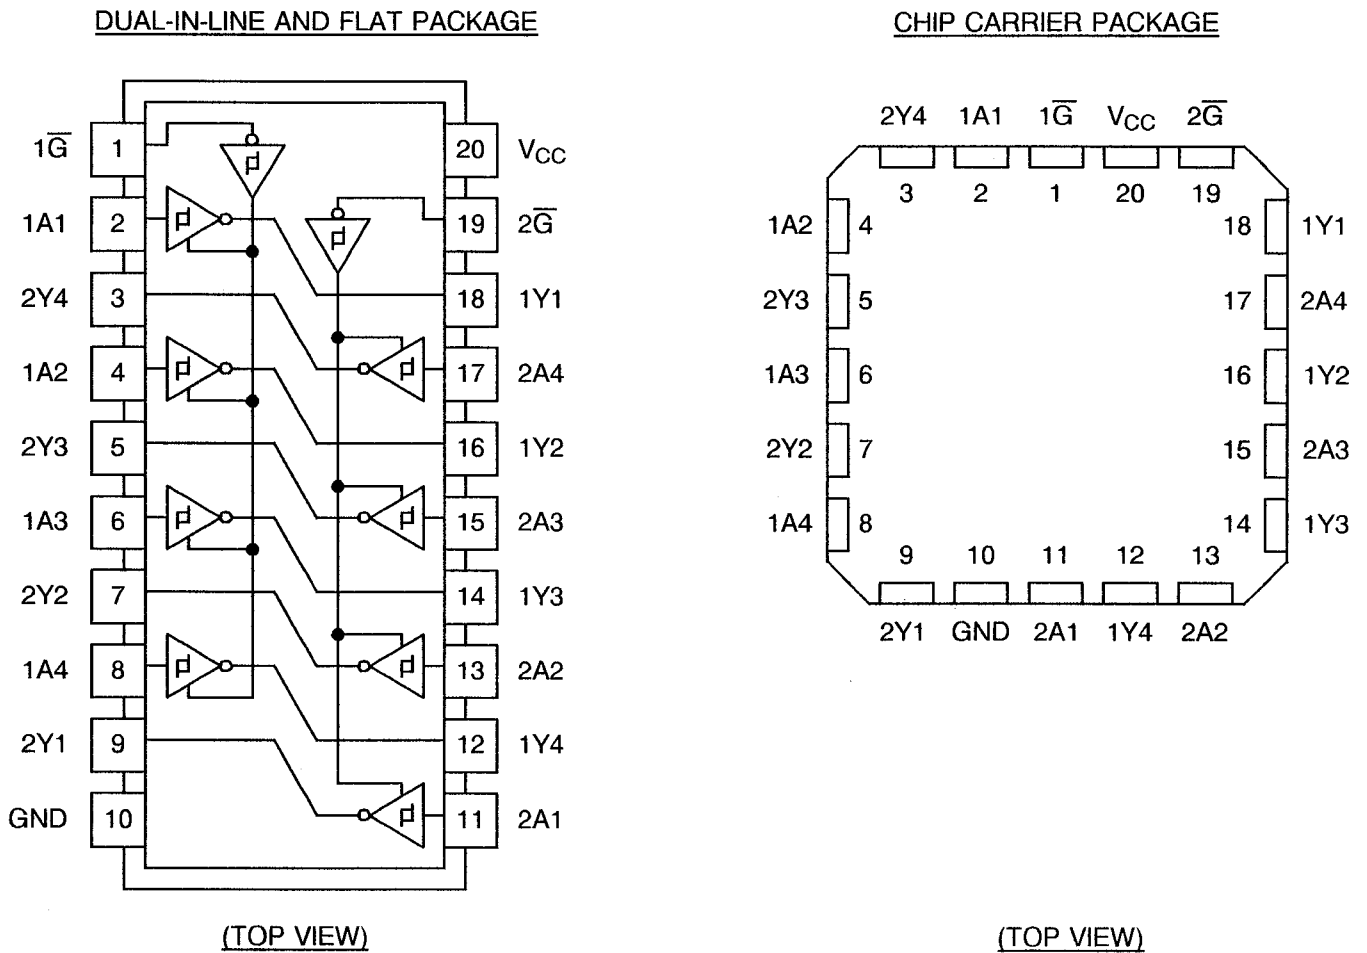 DUAL-IN-LINE AND FLAT PACKAGE
1G̅ 1 20 VCC
1A1 2 19 2G̅
2Y4 3 18 1Y1
1A2 4 17 2A4
2Y3 5 16 1Y2
1A3 6 15 2A3
2Y2 7 14 1Y3
1A4 8 13 2A2
2Y1 9 12 1Y4
GND 10 11 2A1
(TOP VIEW)
CHIP CARRIER PACKAGE
2Y4 1A1 1G̅ VCC 2G̅
3 2 1 20 19
1A2 4 18 1Y1
2Y3 5 17 2A4
1A3 6 16 1Y2
2Y2 7 15 2A3
1A4 8 14 1Y3
9 10 11 12 13
2Y1 GND 2A1 1Y4 2A2
(TOP VIEW)